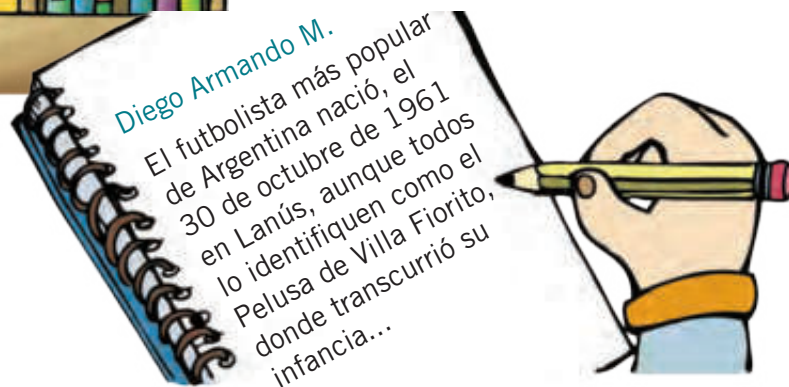 Diego Armando M.
El futbolista más popular
de Argentina nació, el
30 de octubre de 1961
en Lanús, aunque todos
lo identifiquen como el
Pelusa de Villa Fiorito,
donde transcurrió su
infancia...